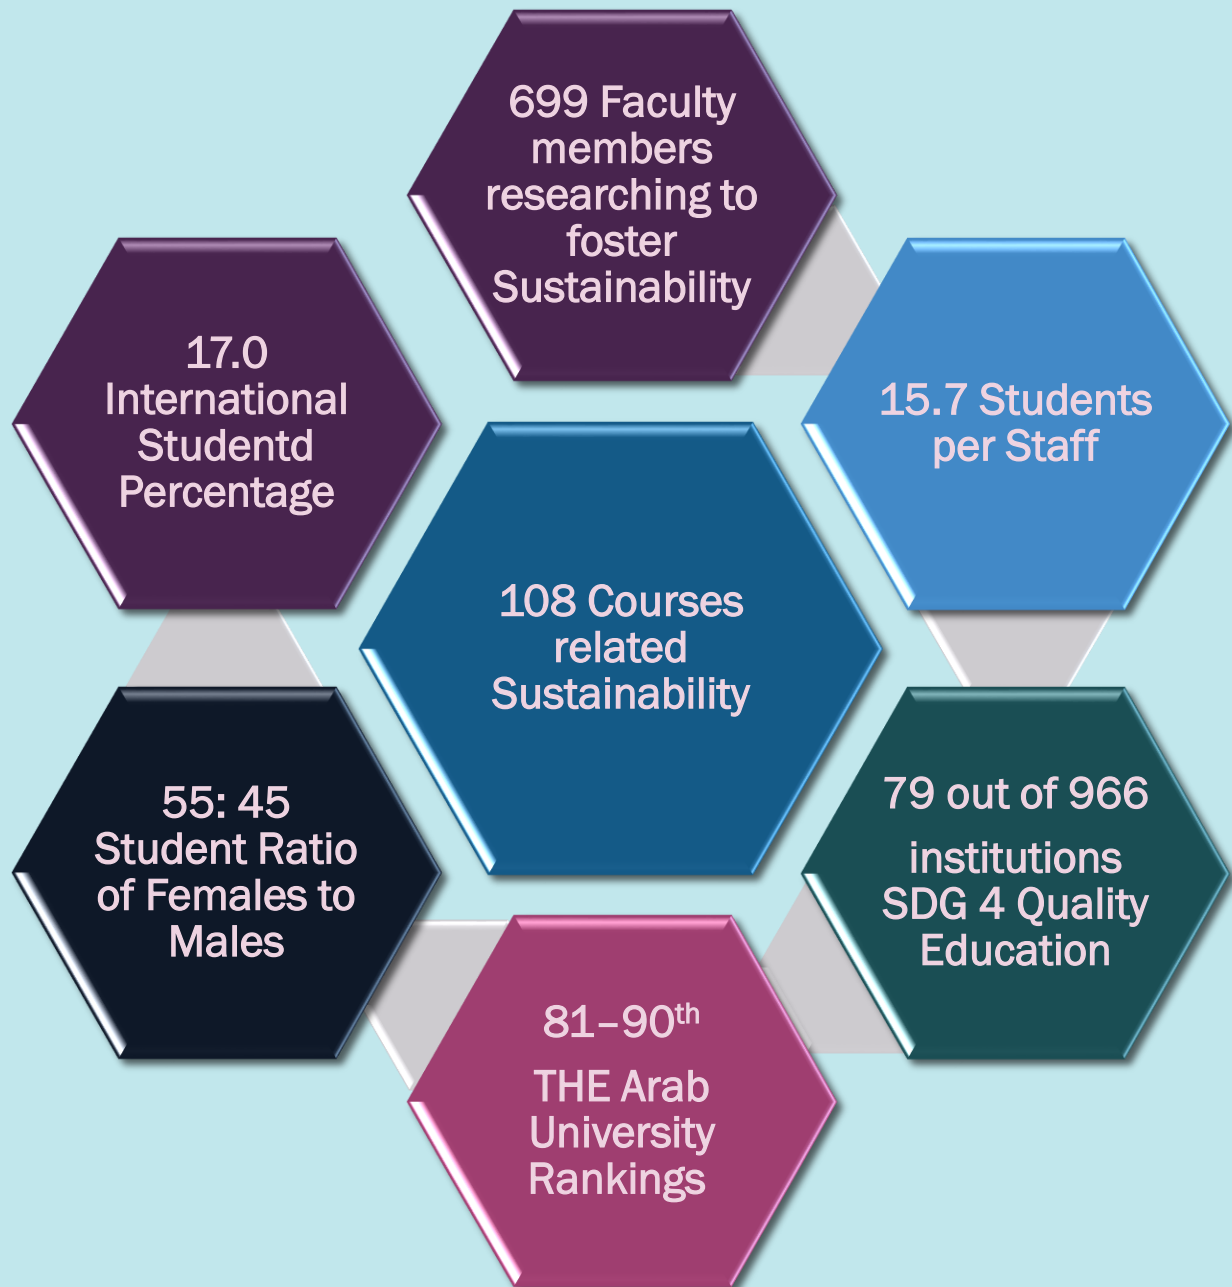 699 Faculty
members
researching to
foster
Sustainability
17.0
International
Studentd
Percentage
15.7 Students
per Staff
108 Courses
related
Sustainability
55: 45
Student Ratio
of Females to
Males
79 out of 966
institutions
SDG 4 Quality
Education
81–90th
THE Arab
University
Rankings